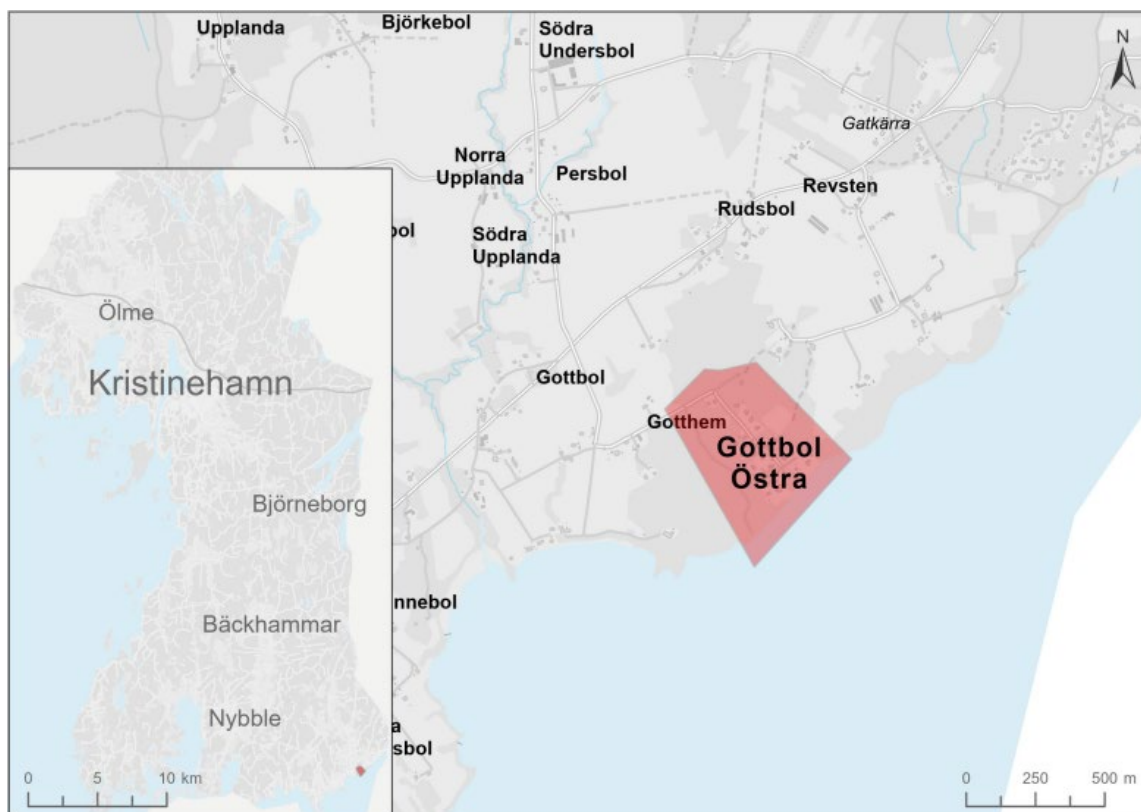 Upplanda
Björkebol
Södra
Undersbol
N
Gatkärra
Norra
Upplanda
Persbol
Revsten
Rudsbol
bol
Södra
Upplanda
Gottbol
Gotthem
Gottbol
Östra
nnebol
a
sbol
0 250 500 m
Ölme
Kristinehamn
Björneborg
Bäckhammar
Nybble
0 5 10 km